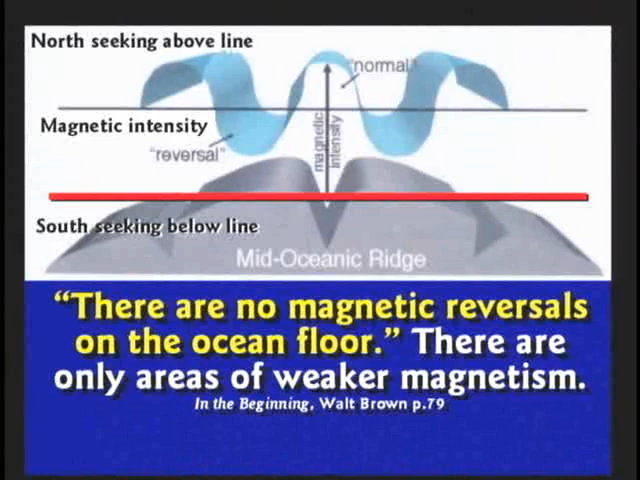 North seeking above line
"normal"
Magnetic intensity
magnetic
intensity
"reversal"
South seeking below line
Mid-Oceanic Ridge
"There are no magnetic reversals
on the ocean floor." There are
only areas of weaker magnetism.
In the Beginning, Walt Brown p.79